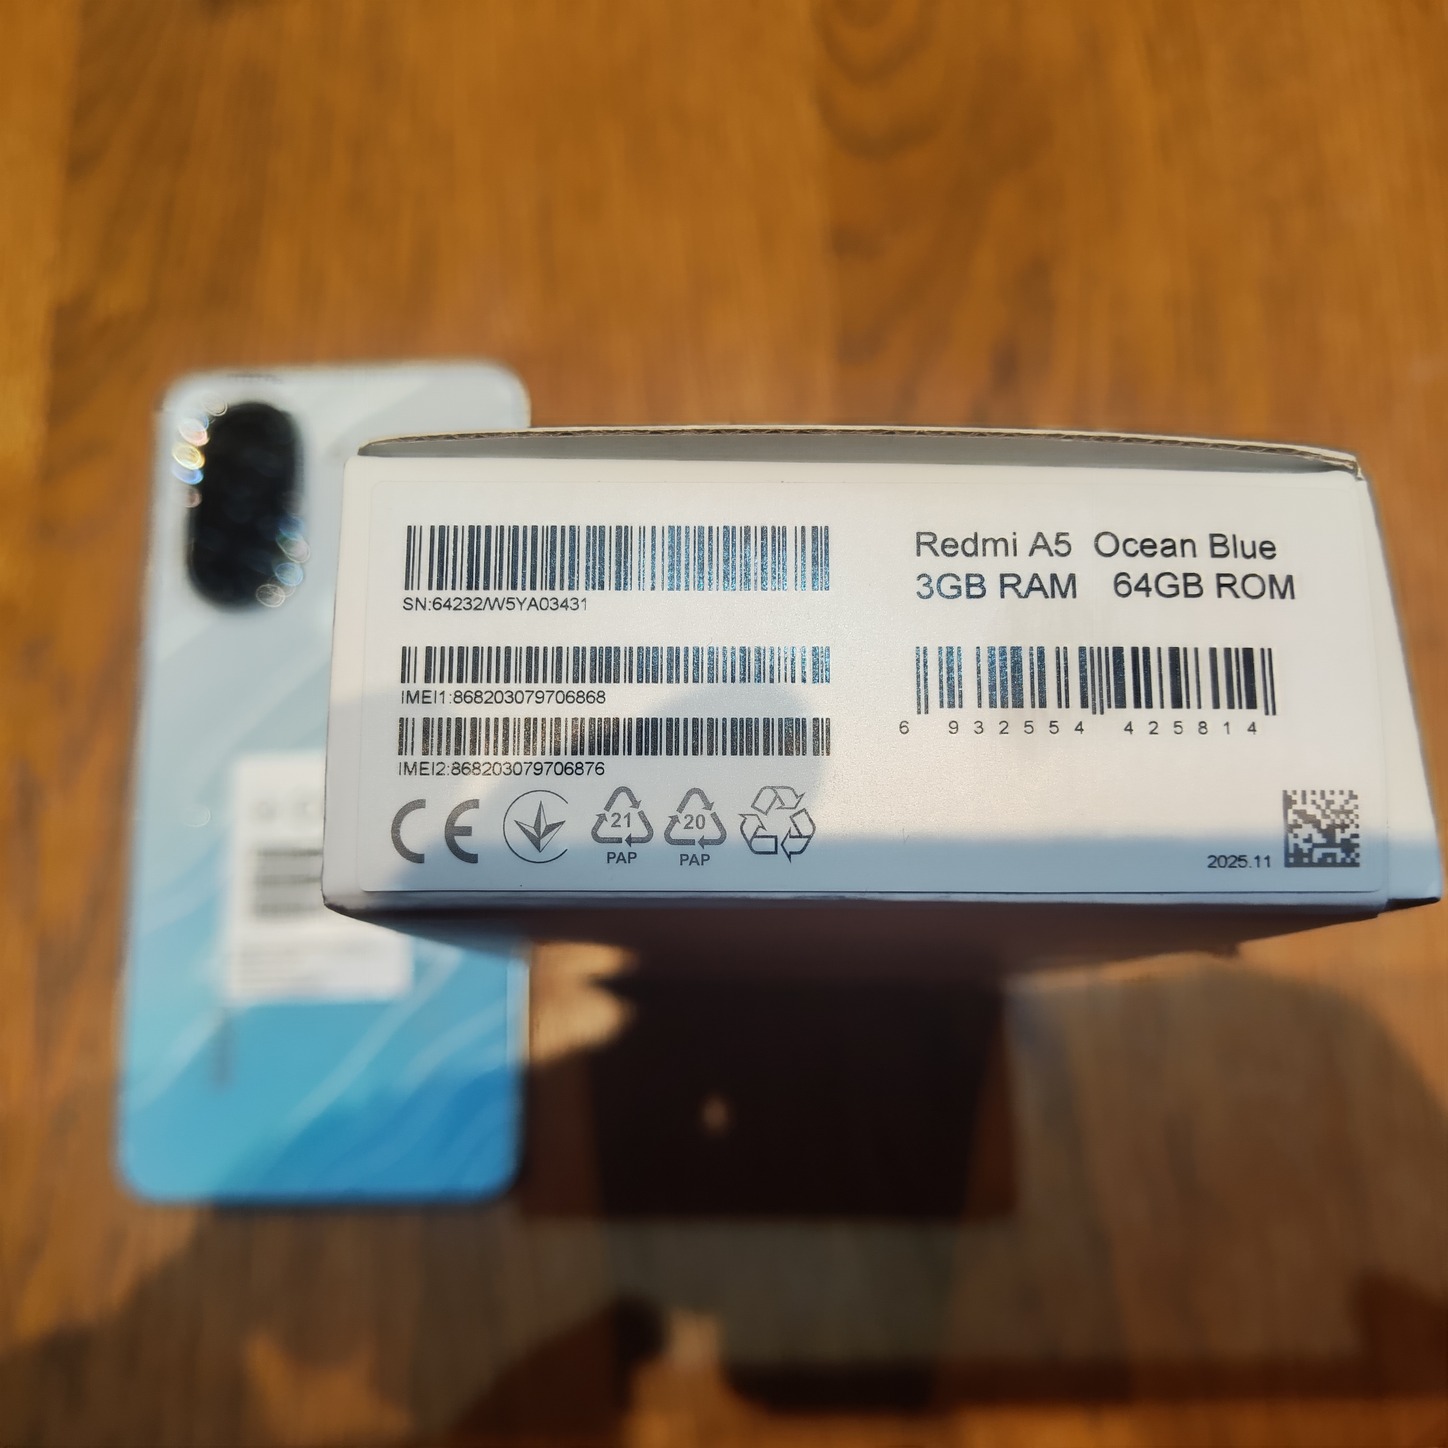 SN:64232/W5YA03431
IMEI1:868203079706868
IMEI2:868203079706876
CE
21
PAP
20
PAP
Redmi A5 Ocean Blue
3GB RAM 64GB ROM
6 932554 425814
2025.11